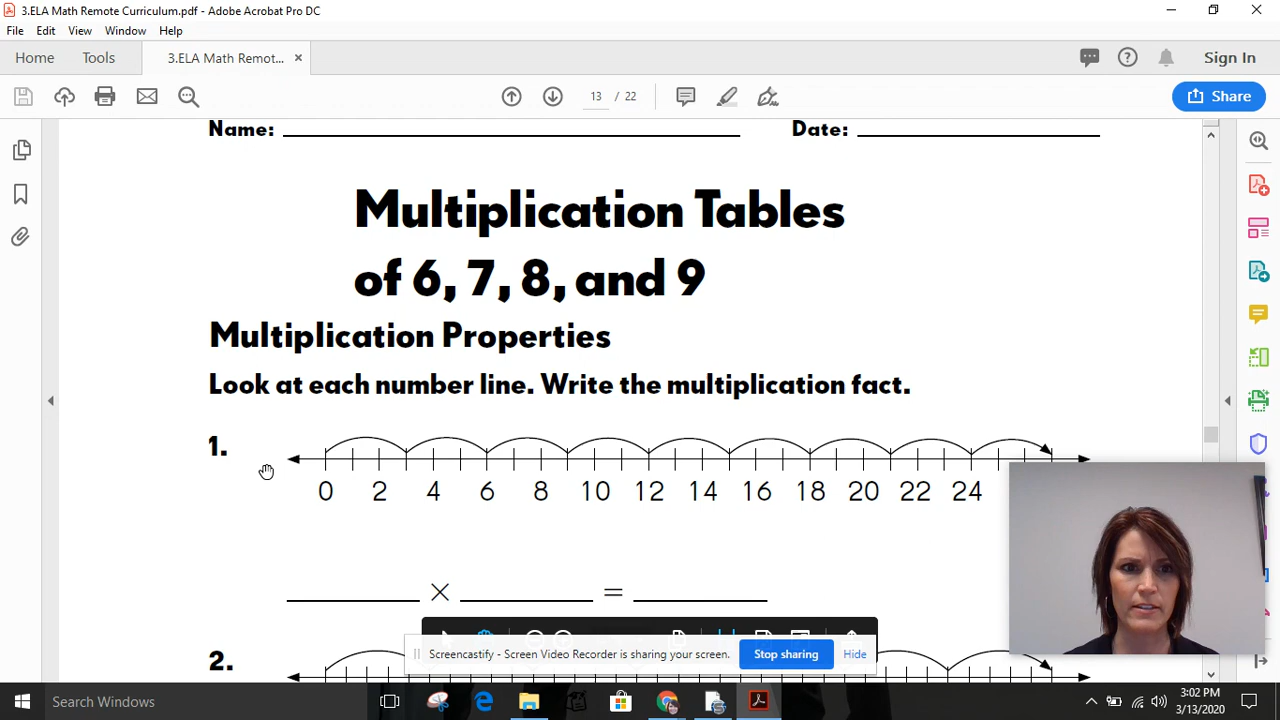 3.ELA Math Remote Curriculum.pdf - Adobe Acrobat Pro DC
File Edit View Window Help
Home Tools 3.ELA Math Remot... × Sign In
13 / 22 Share
Name: Date:
Multiplication Tables
of 6, 7, 8, and 9
Multiplication Properties
Look at each number line. Write the multiplication fact.
1.
0 2 4 6 8 10 12 14 16 18 20 22 24
× =
2.
Screencastify - Screen Video Recorder is sharing your screen. Stop sharing Hide
Search Windows
3:02 PM
3/13/2020